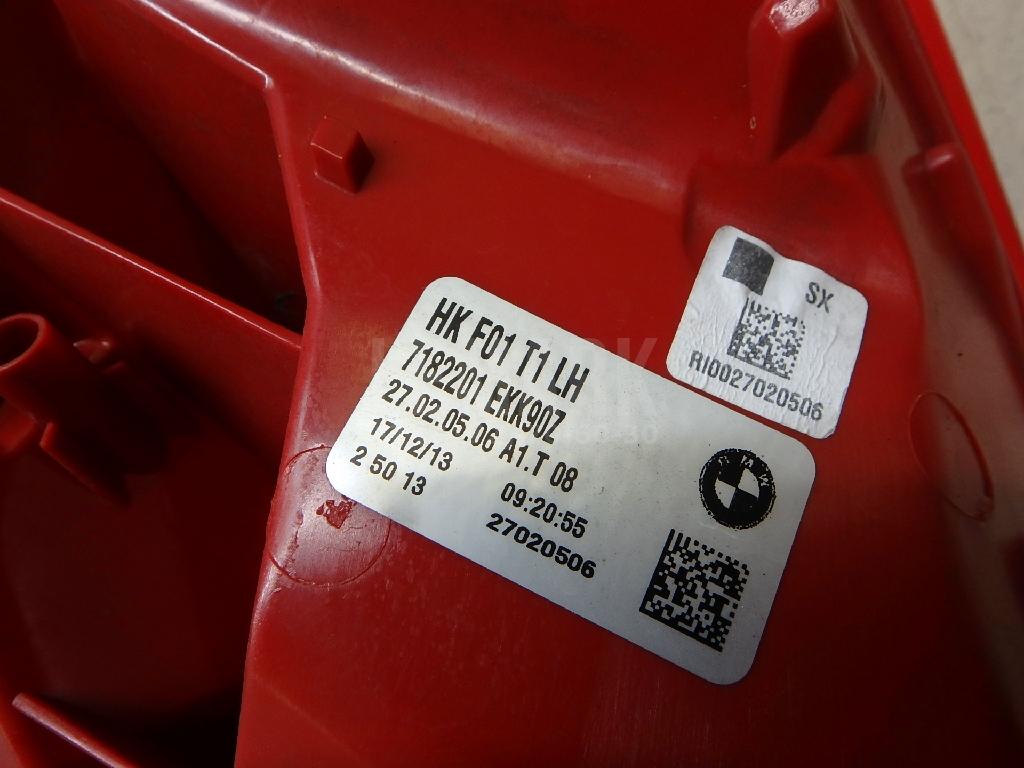 HK F01 T1 LH
7182201 EKK90Z
27.02.05.06 A1.T 08
17/12/13 09:20:55
2 50 13 27020506
BMW
SX
RI0027020506